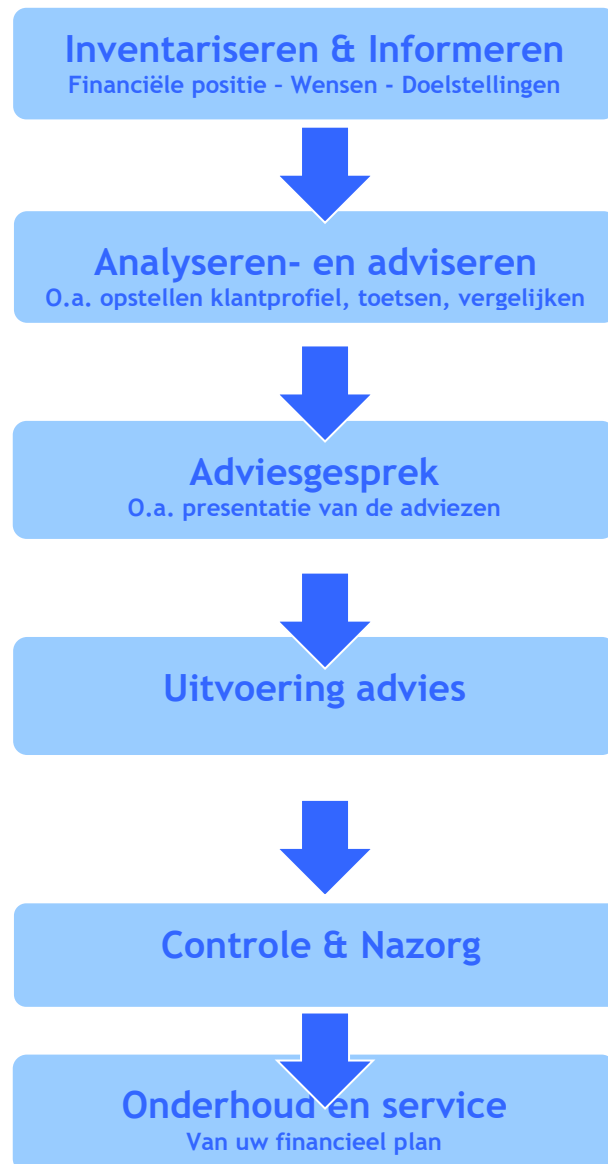 Inventariseren & Informeren
Financiële positie – Wensen - Doelstellingen
Analyseren- en adviseren
O.a. opstellen klantprofiel, toetsen, vergelijken
Adviesgesprek
O.a. presentatie van de adviezen
Uitvoering advies
Controle & Nazorg
Onderhoud en service
Van uw financieel plan